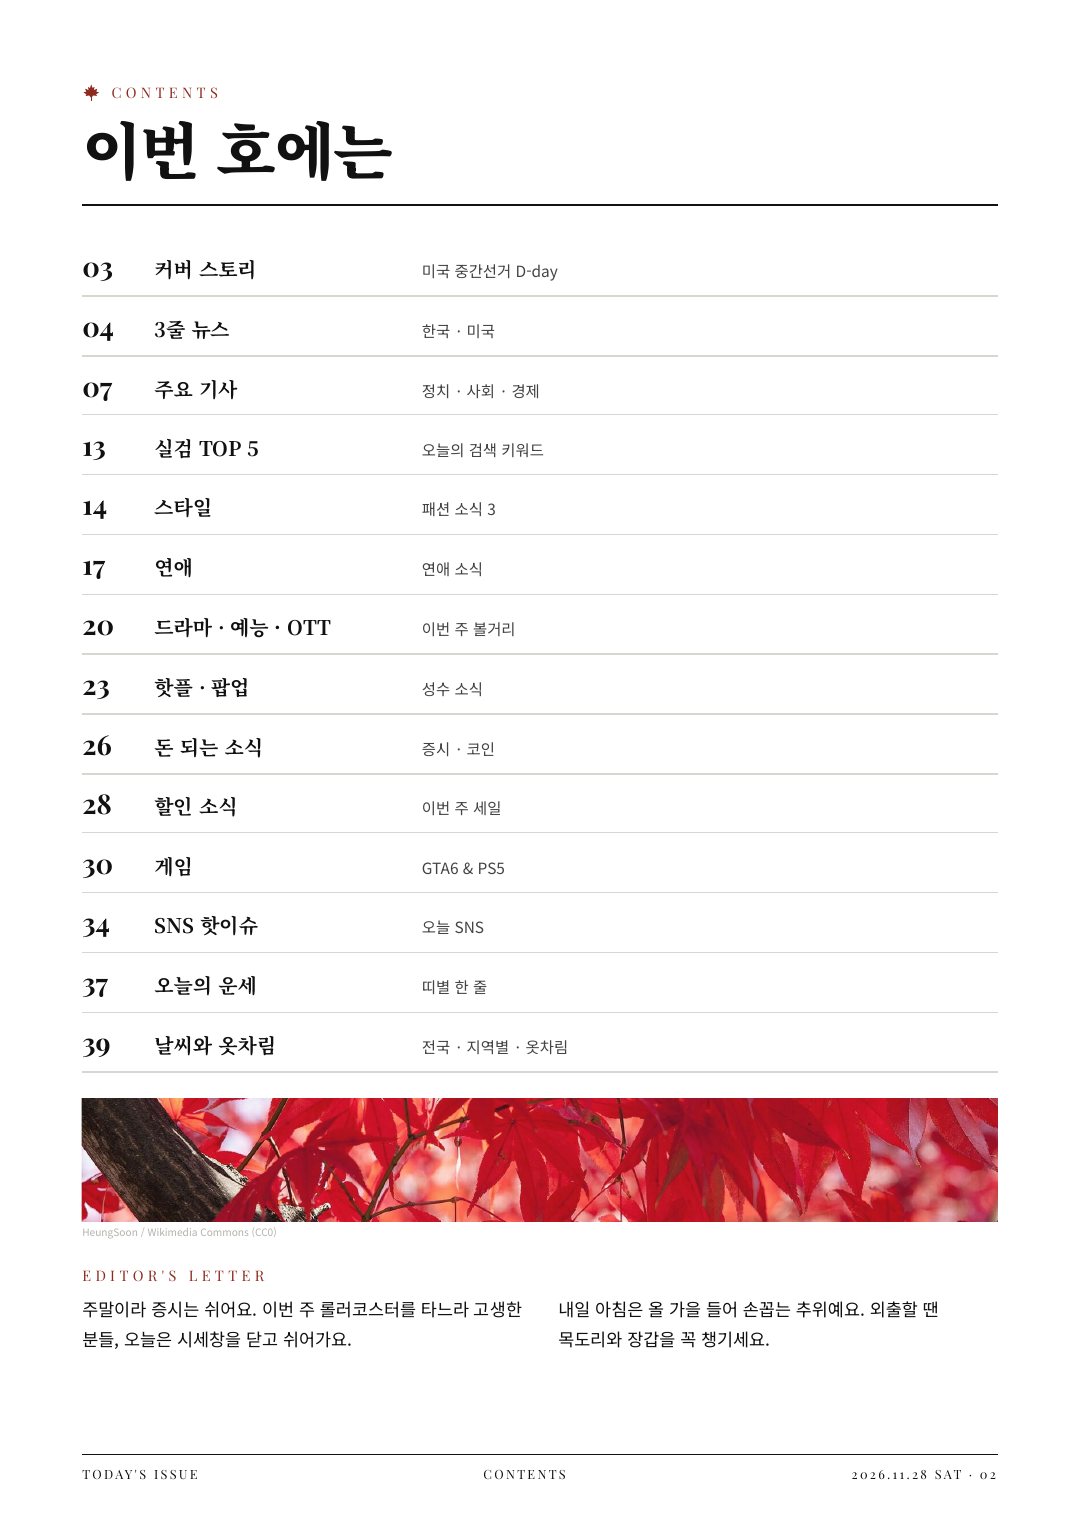 CONTENTS
이번 호에는
03 커버 스토리 미국 중간선거 D-day
04 3줄 뉴스 한국 · 미국
07 주요 기사 정치 · 사회 · 경제
13 실검 TOP 5 오늘의 검색 키워드
14 스타일 패션 소식 3
17 연애 연애 소식
20 드라마 · 예능 · OTT 이번 주 볼거리
23 핫플 · 팝업 성수 소식
26 돈 되는 소식 증시 · 코인
28 할인 소식 이번 주 세일
30 게임 GTA6 & PS5
34 SNS 핫이슈 오늘 SNS
37 오늘의 운세 띠별 한 줄
39 날씨와 옷차림 전국 · 지역별 · 옷차림
HeungSoon / Wikimedia Commons (CC0)
EDITOR'S LETTER
주말이라 증시는 쉬어요. 이번 주 롤러코스터를 타느라 고생한
분들, 오늘은 시세창을 닫고 쉬어가요.
내일 아침은 올 가을 들어 손꼽는 추위예요. 외출할 땐
목도리와 장갑을 꼭 챙기세요.
TODAY'S ISSUE CONTENTS 2026.11.28 SAT · 02